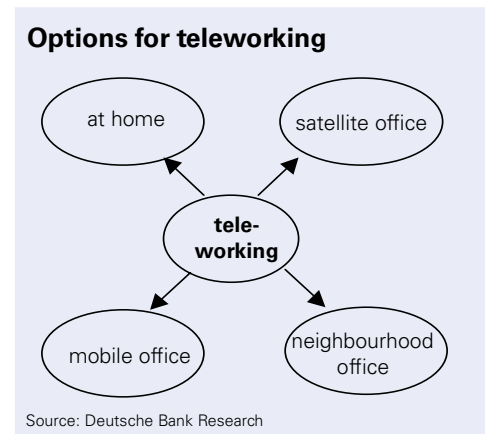 Options for teleworking
at home
satellite office
tele-
working
mobile office
neighbourhood
office
Source: Deutsche Bank Research